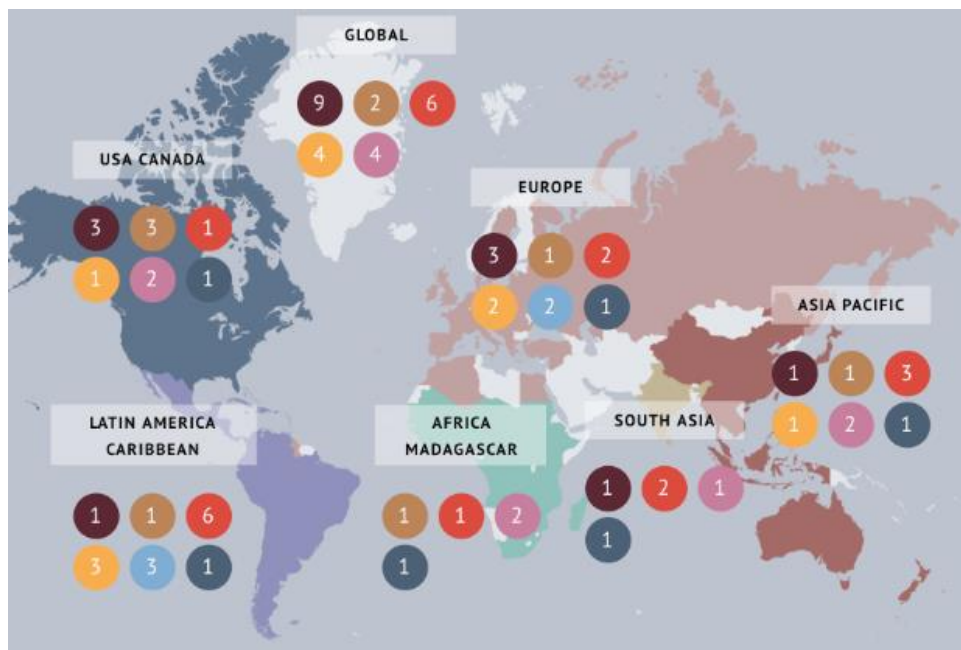 GLOBAL
9 2 6
4 4
USA CANADA
3 3 1
1 2 1
EUROPE
3 1 2
2 2 1
ASIA PACIFIC
1 1 3
1 2 1
LATIN AMERICA
CARIBBEAN
1 1 6
3 3 1
AFRICA
MADAGASCAR
1 1 2
1
SOUTH ASIA
1 2 1
1